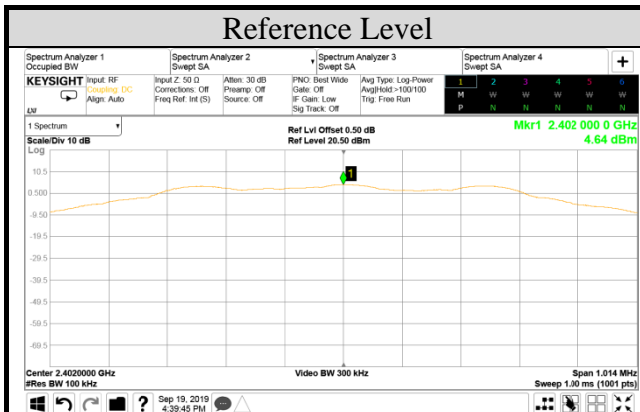 Reference Level
Spectrum Analyzer 1
Occupied BW
Spectrum Analyzer 2
Swept SA
Spectrum Analyzer 3
Swept SA
Spectrum Analyzer 4
Swept SA
+
KEYSIGHT
Input: RF
Coupling: DC
Align: Auto
Input Z: 50 Ω
Corrections: Off
Freq Ref: Int (S)
Atten: 30 dB
Preamp: Off
Source: Off
PNO: Best Wide
Gate: Off
IF Gain: Low
Sig Track: Off
Avg Type: Log-Power
Avg|Hold:>100/100
Trig: Free Run
1 2 3 4 5 6
M W W W W W
P N N N N N
LXI
1 Spectrum
Scale/Div 10 dB
Log
Ref Lvl Offset 0.50 dB
Ref Level 20.50 dBm
Mkr1 2.402 000 0 GHz
4.64 dBm
1
10.5
0.500
-9.50
-19.5
-29.5
-39.5
-49.5
-59.5
-69.5
Center 2.4020000 GHz
#Res BW 100 kHz
Video BW 300 kHz
Span 1.014 MHz
Sweep 1.00 ms (1001 pts)
?
Sep 19, 2019
4:39:45 PM